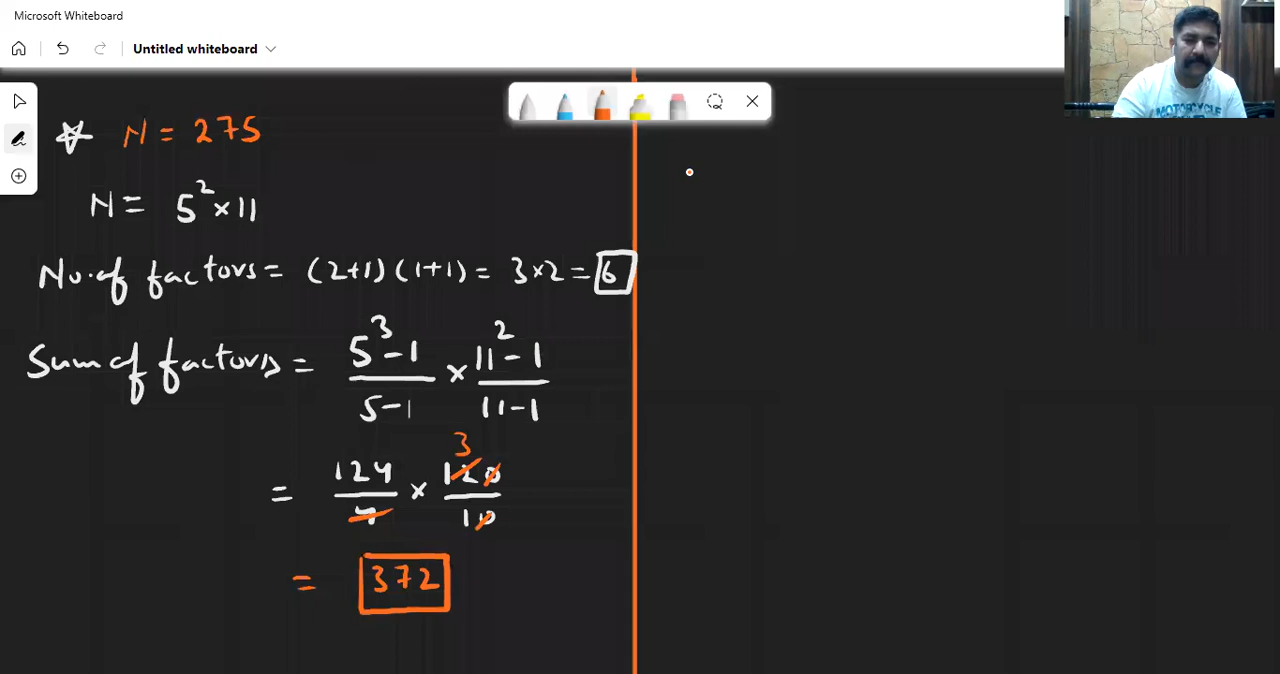 Microsoft Whiteboard
Untitled whiteboard
MOTORCYCLE
☆ N = 275
N = 5² × 11
No. of factors = (2+1) (1+1) = 3×2 = 6
Sum of factors = 5³-1 / 5-1 × 11²-1 / 11-1
3
= 124 / 4 × 120 / 10
= 372